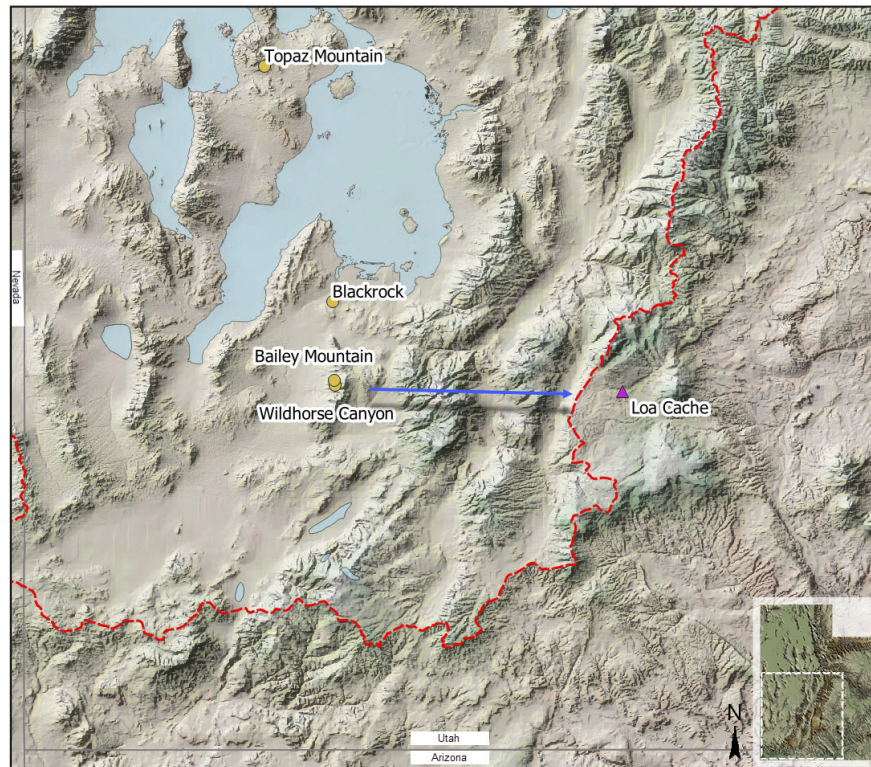 Topaz Mountain
Nevada
Blackrock
Bailey Mountain
Wildhorse Canyon
Loa Cache
N
Utah
Arizona